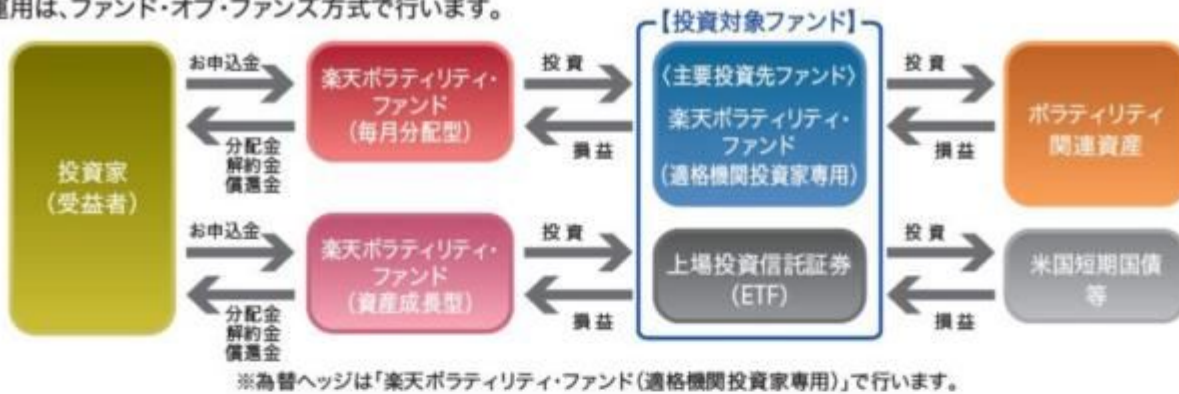 運用は、ファンド・オブ・ファンズ方式で行います。
【投資対象ファンド】
投資家
(受益者)
お申込金
分配金
解約金
償還金
楽天ボラティリティ・
ファンド
(毎月分配型)
投資
損益
〈主要投資先ファンド〉
楽天ボラティリティ・
ファンド
(適格機関投資家専用)
投資
損益
ボラティリティ
関連資産
お申込金
分配金
解約金
償還金
楽天ボラティリティ・
ファンド
(資産成長型)
投資
損益
上場投資信託証券
(ETF)
投資
損益
米国短期国債
等
※為替ヘッジは「楽天ボラティリティ・ファンド(適格機関投資家専用)」で行います。